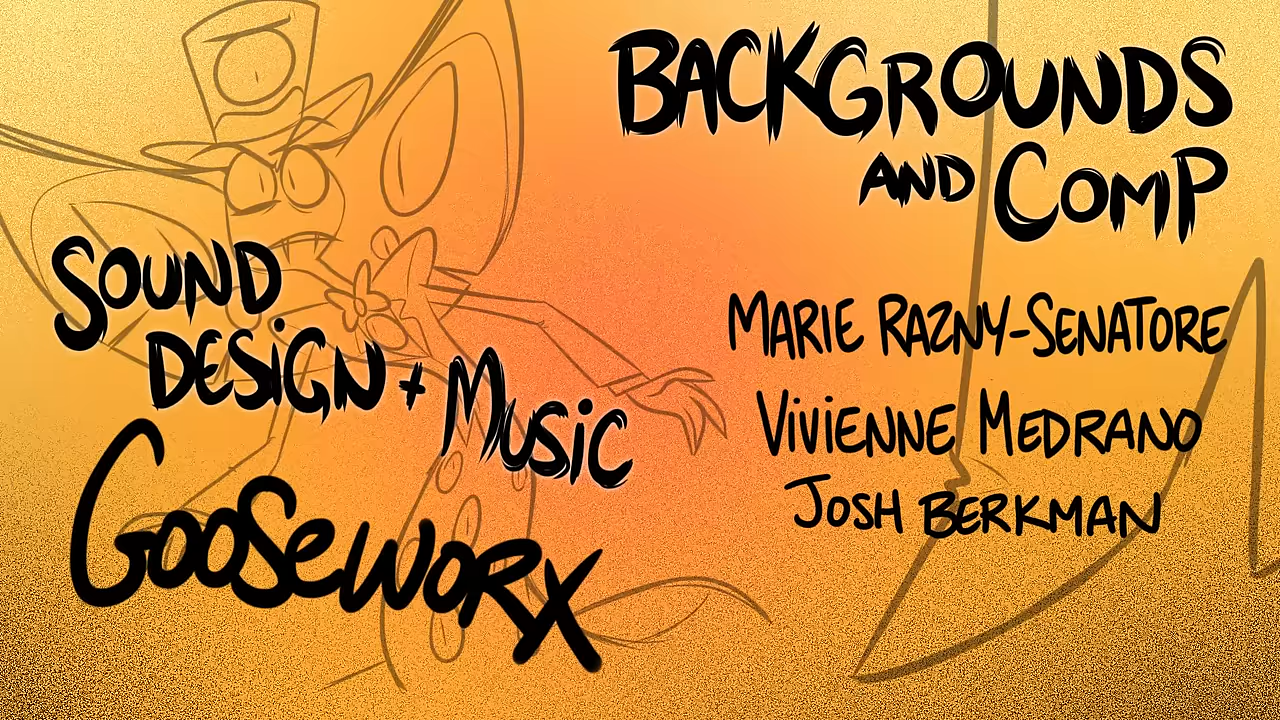 SOUND
DESIGN + MUSIC
GOOSEWORX
BACKGROUNDS
AND COMP
MARIE RAZNY-SENATORE
VIVIENNE MEDRANO
JOSH BERKMAN